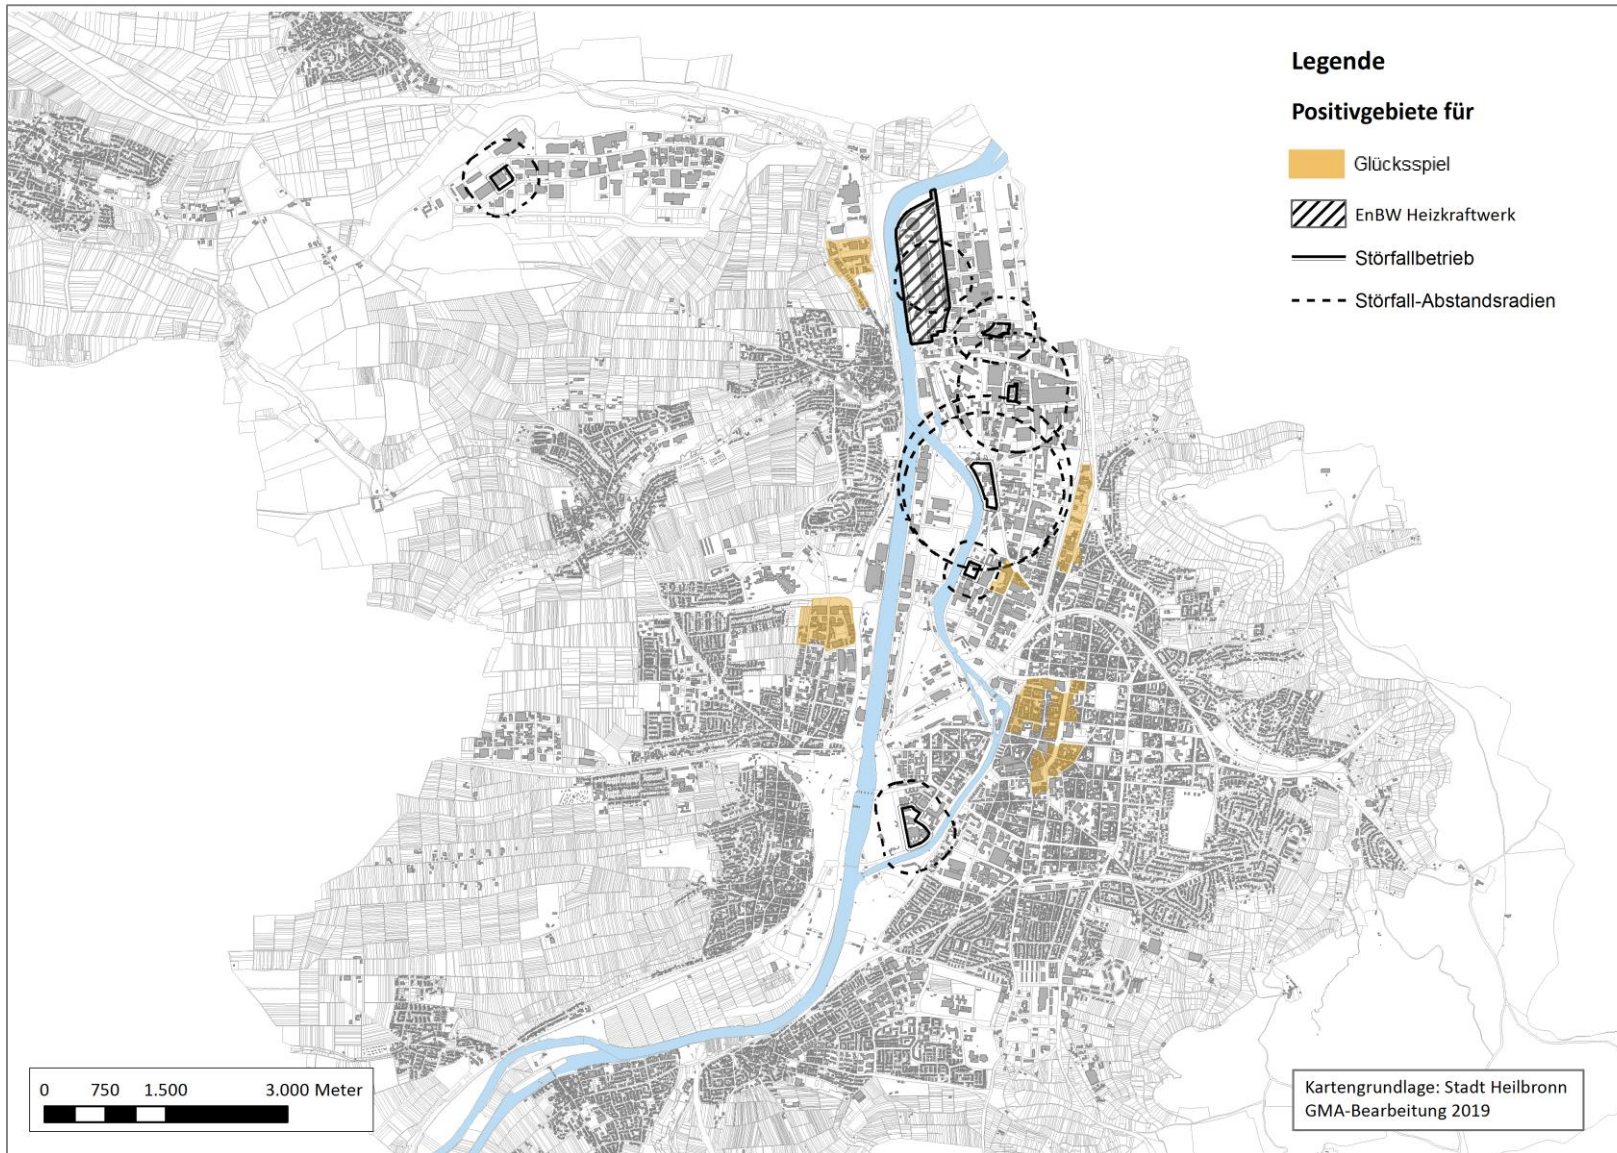 Legende
Positivgebiete für
Glücksspiel
EnBW Heizkraftwerk
Störfallbetrieb
Störfall-Abstandsradien
0 750 1.500 3.000 Meter
Kartengrundlage: Stadt Heilbronn
GMA-Bearbeitung 2019